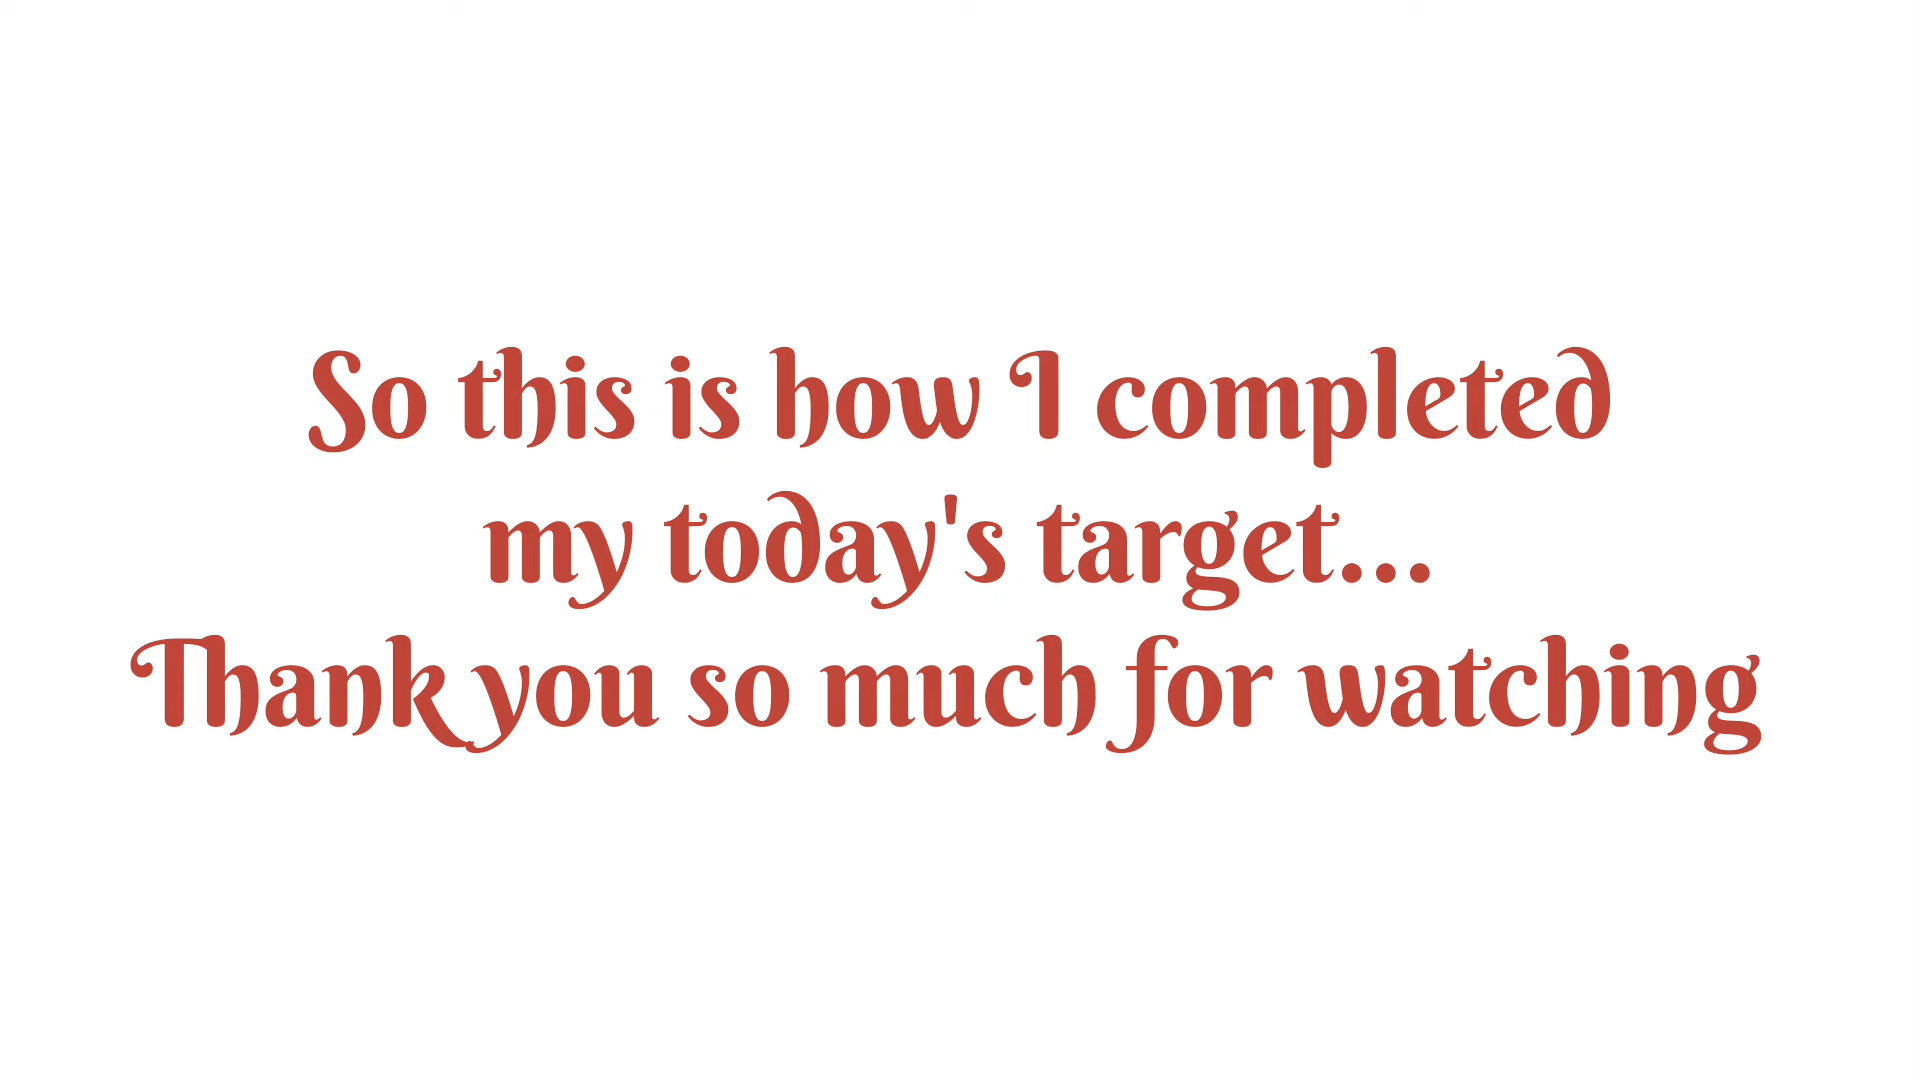 So this is how I completed
my today's target...
Thank you so much for watching